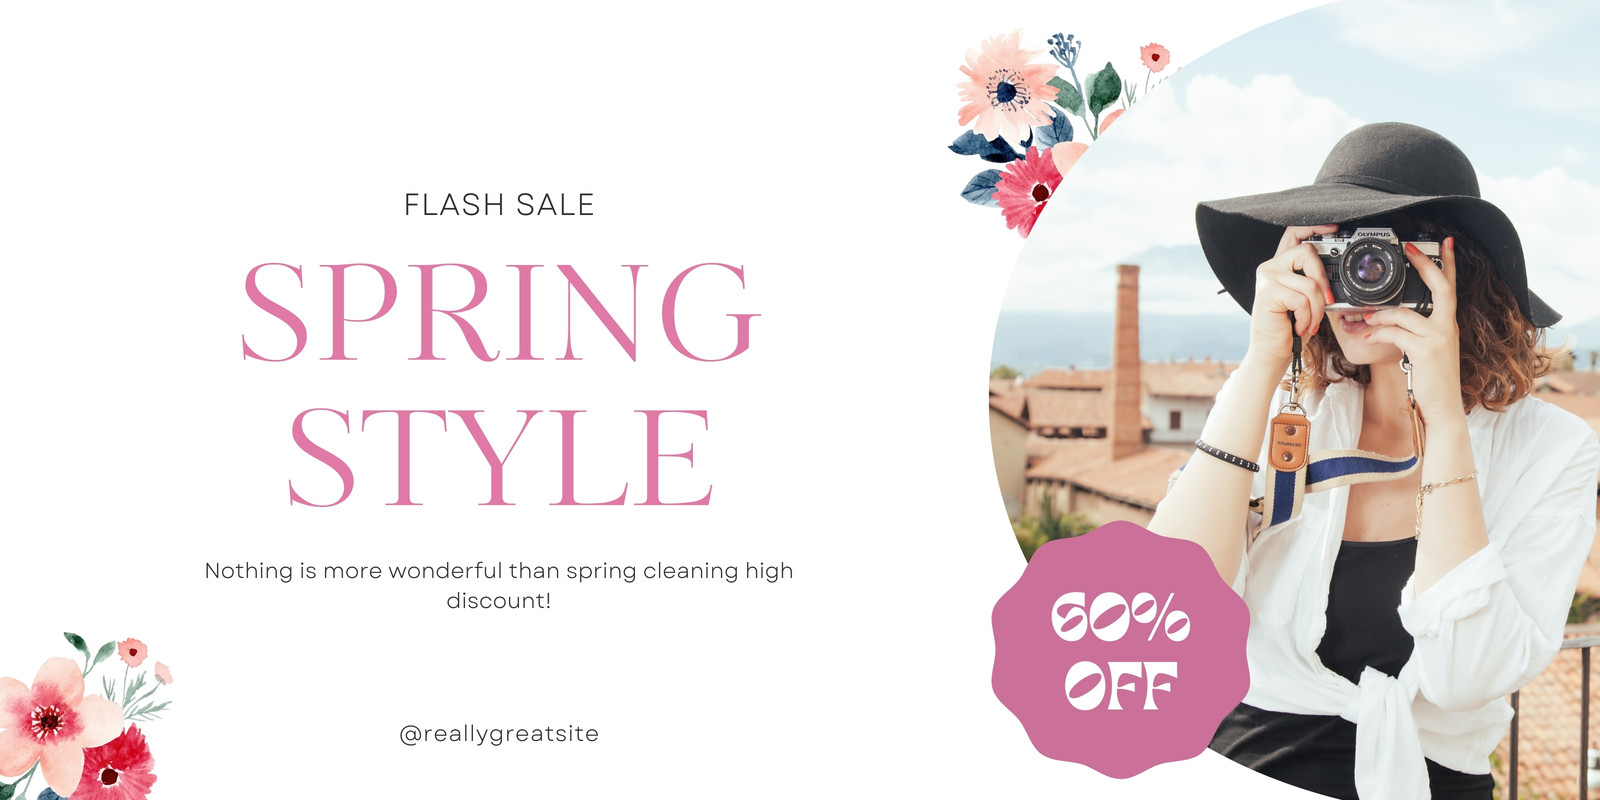 FLASH SALE
SPRING
STYLE
Nothing is more wonderful than spring cleaning high
discount!
@reallygreatsite
60%
OFF
OLYMPUS